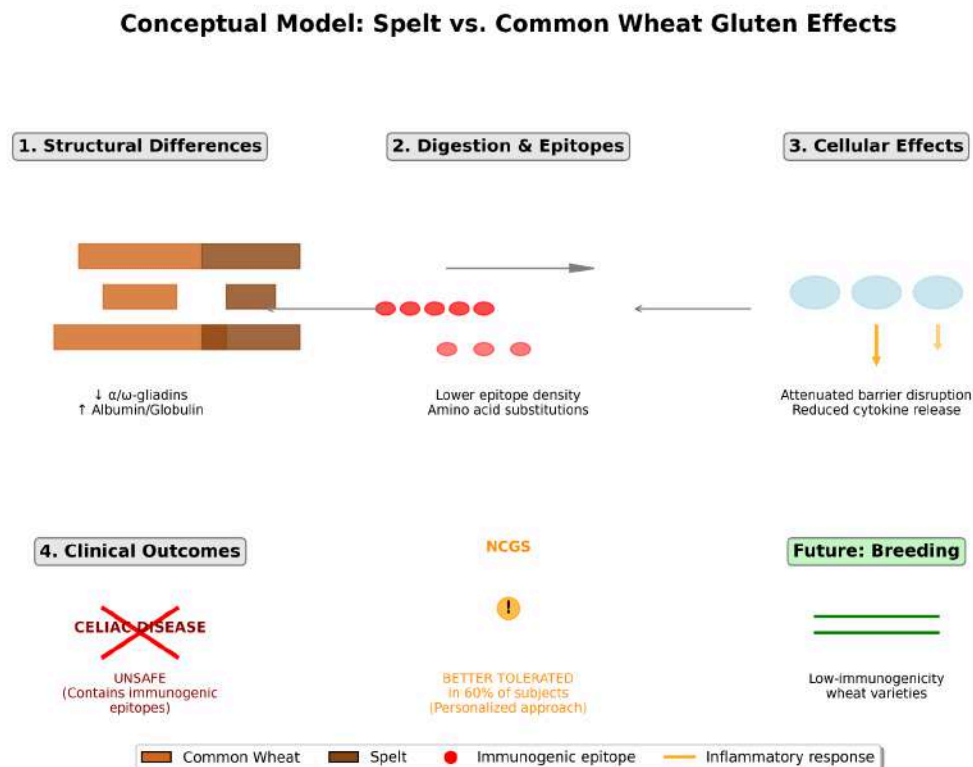 Conceptual Model: Spelt vs. Common Wheat Gluten Effects
1. Structural Differences
2. Digestion & Epitopes
3. Cellular Effects
↓ α/ω-gliadins
↑ Albumin/Globulin
Lower epitope density
Amino acid substitutions
Attenuated barrier disruption
Reduced cytokine release
4. Clinical Outcomes
NCGS
Future: Breeding
CELIAC DISEASE
!
UNSAFE
(Contains immunogenic
epitopes)
BETTER TOLERATED
in 60% of subjects
(Personalized approach)
Low-immunogenicity
wheat varieties
Common Wheat
Spelt
Immunogenic epitope
Inflammatory response